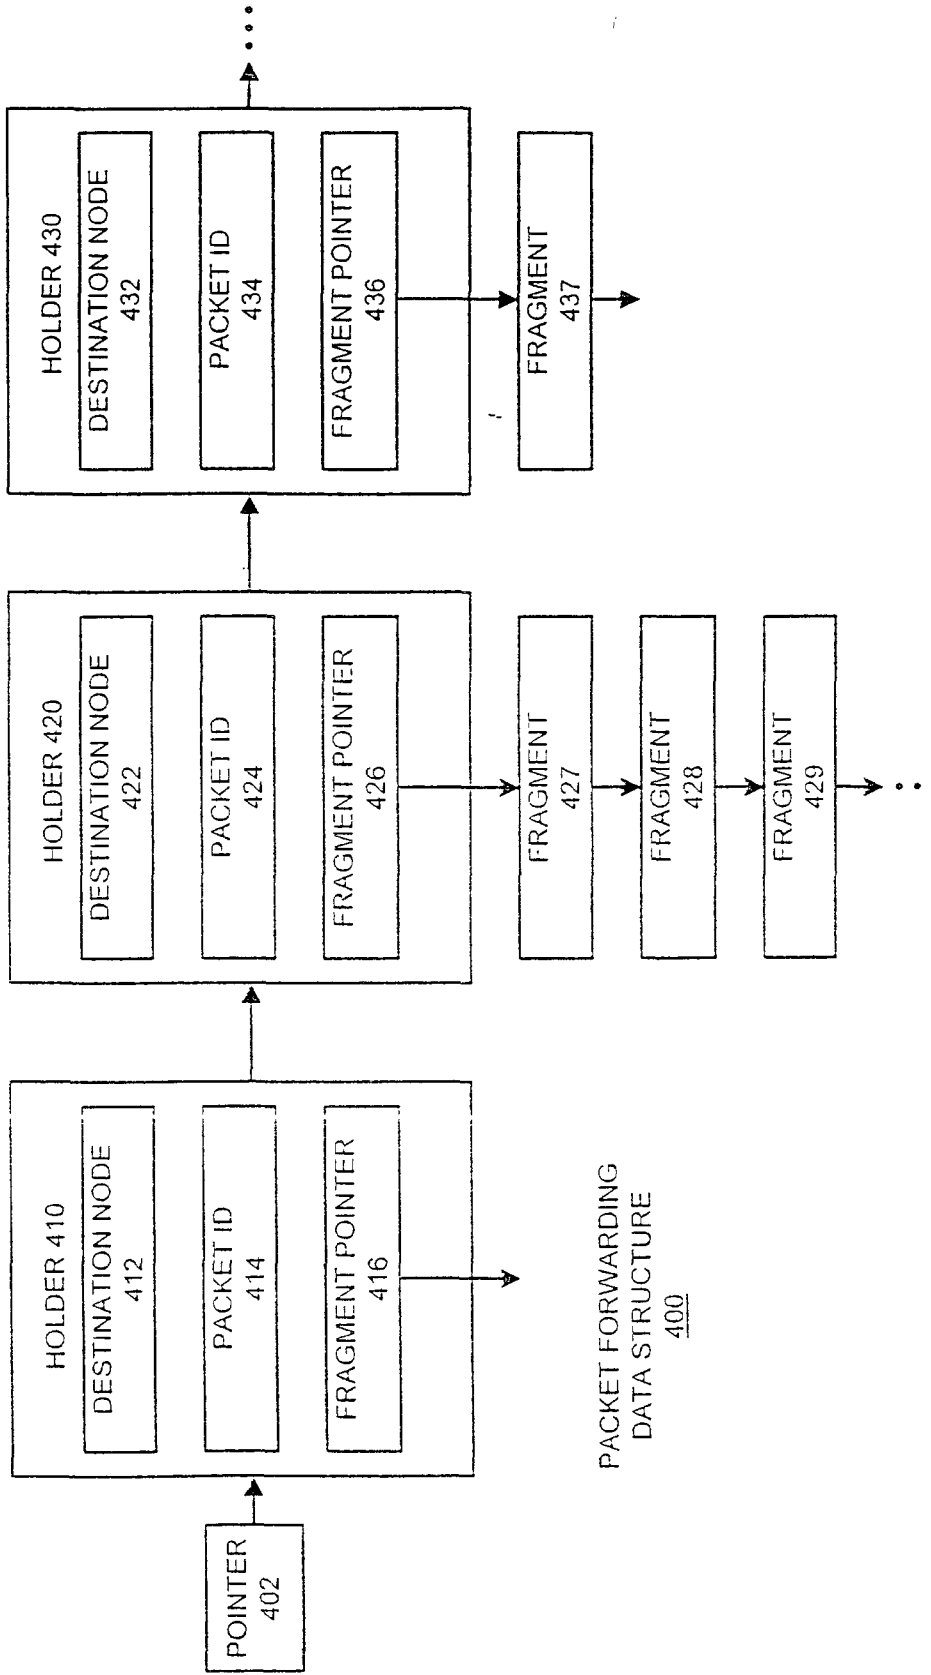 POINTER
402
HOLDER 410
DESTINATION NODE
412
PACKET ID
414
FRAGMENT POINTER
416
HOLDER 420
DESTINATION NODE
422
PACKET ID
424
FRAGMENT POINTER
426
FRAGMENT
427
FRAGMENT
428
FRAGMENT
429
HOLDER 430
DESTINATION NODE
432
PACKET ID
434
FRAGMENT POINTER
436
FRAGMENT
437
PACKET FORWARDING
DATA STRUCTURE
400